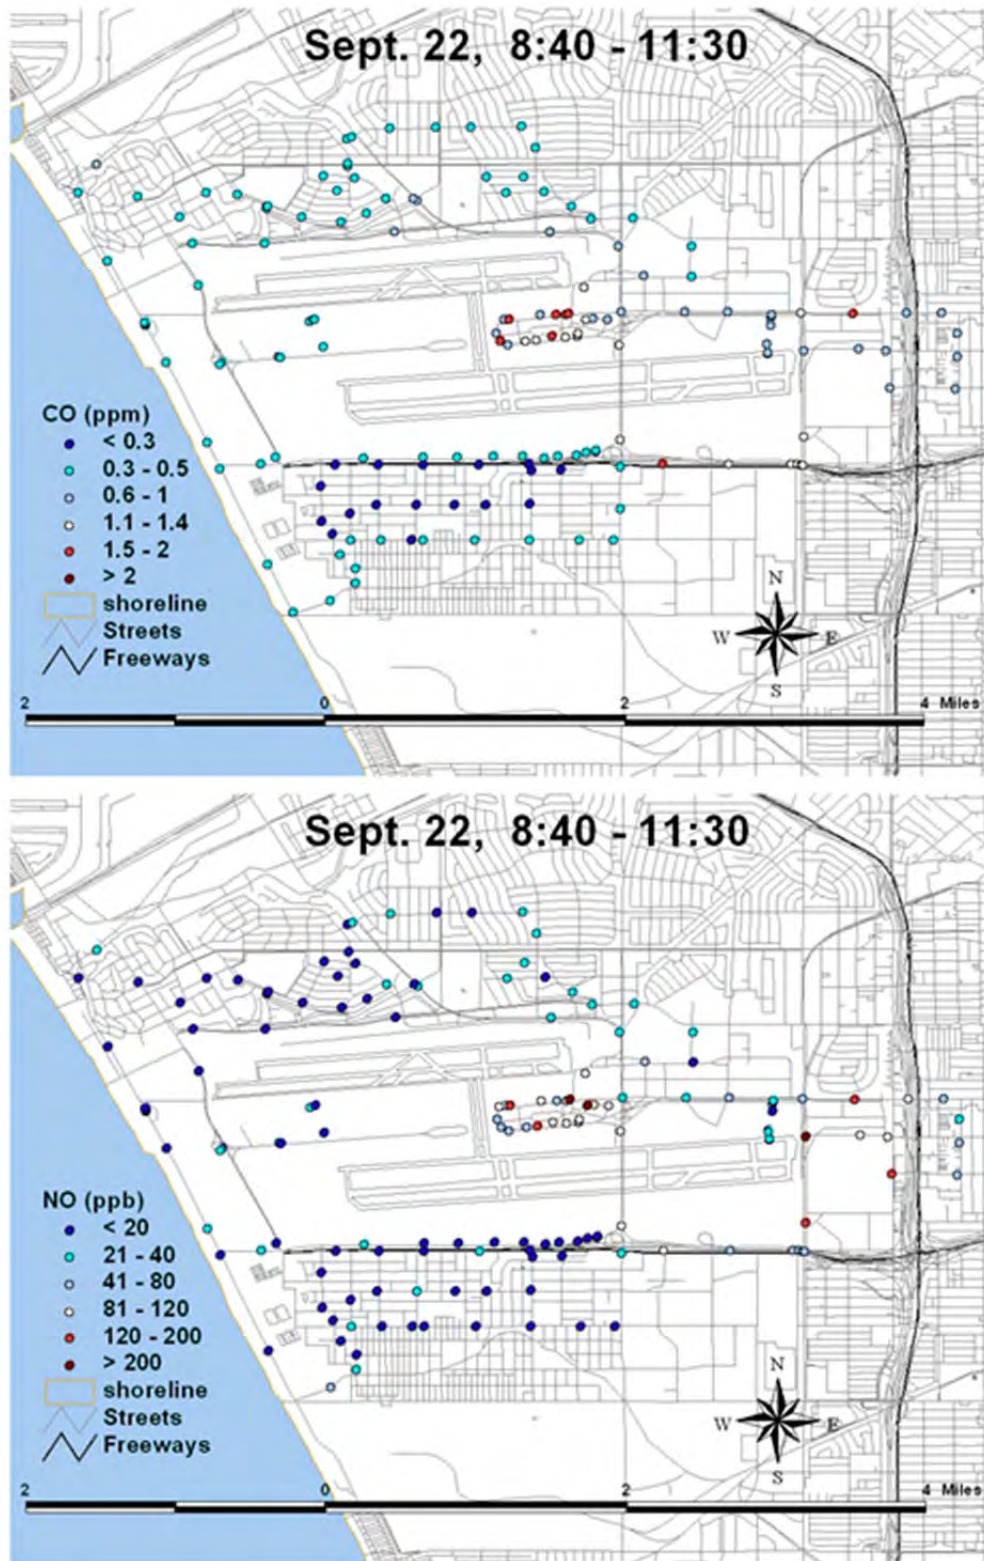 Sept. 22, 8:40 - 11:30
CO (ppm)
< 0.3
0.3 - 0.5
0.6 - 1
1.1 - 1.4
1.5 - 2
> 2
shoreline
Streets
Freeways
N
W E
S
2 0 2 4 Miles
Sept. 22, 8:40 - 11:30
NO (ppb)
< 20
21 - 40
41 - 80
81 - 120
120 - 200
> 200
shoreline
Streets
Freeways
N
W E
S
2 0 2 4 Miles